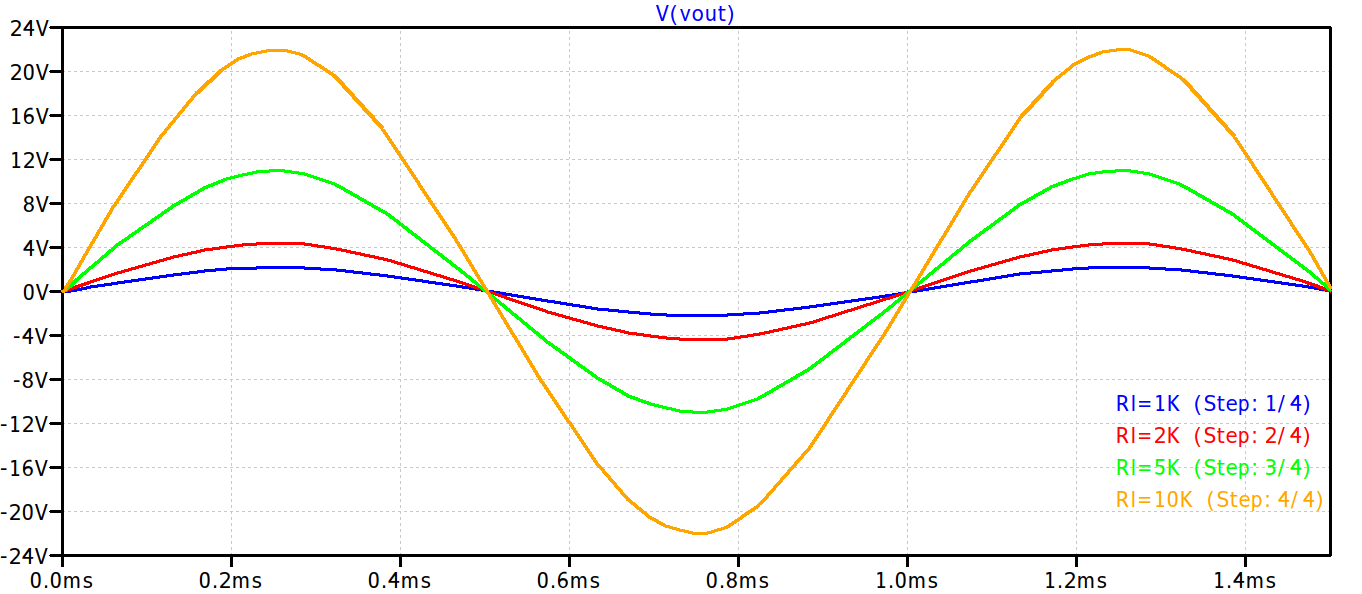 V(vout)
24V
20V
16V
12V
8V
4V
0V
-4V
-8V
-12V
-16V
-20V
-24V
RI=1K (Step: 1/4)
RI=2K (Step: 2/4)
RI=5K (Step: 3/4)
RI=10K (Step: 4/4)
0.0ms 0.2ms 0.4ms 0.6ms 0.8ms 1.0ms 1.2ms 1.4ms